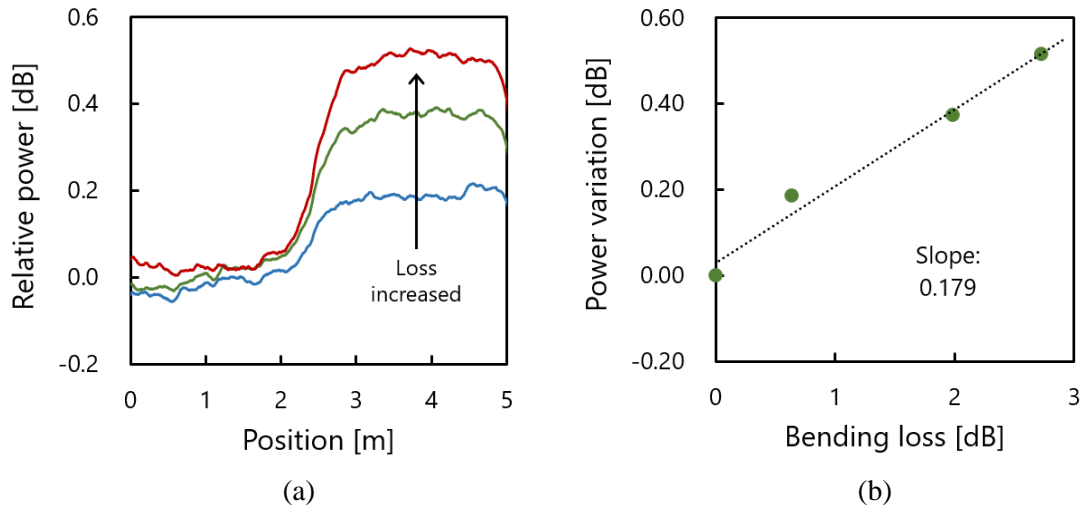 0.6
0.4
0.2
0.0
-0.2
Relative power [dB]
Loss
increased
0 1 2 3 4 5
Position [m]
(a)
0.60
0.40
0.20
0.00
-0.20
Power variation [dB]
Slope:
0.179
0 1 2 3
Bending loss [dB]
(b)